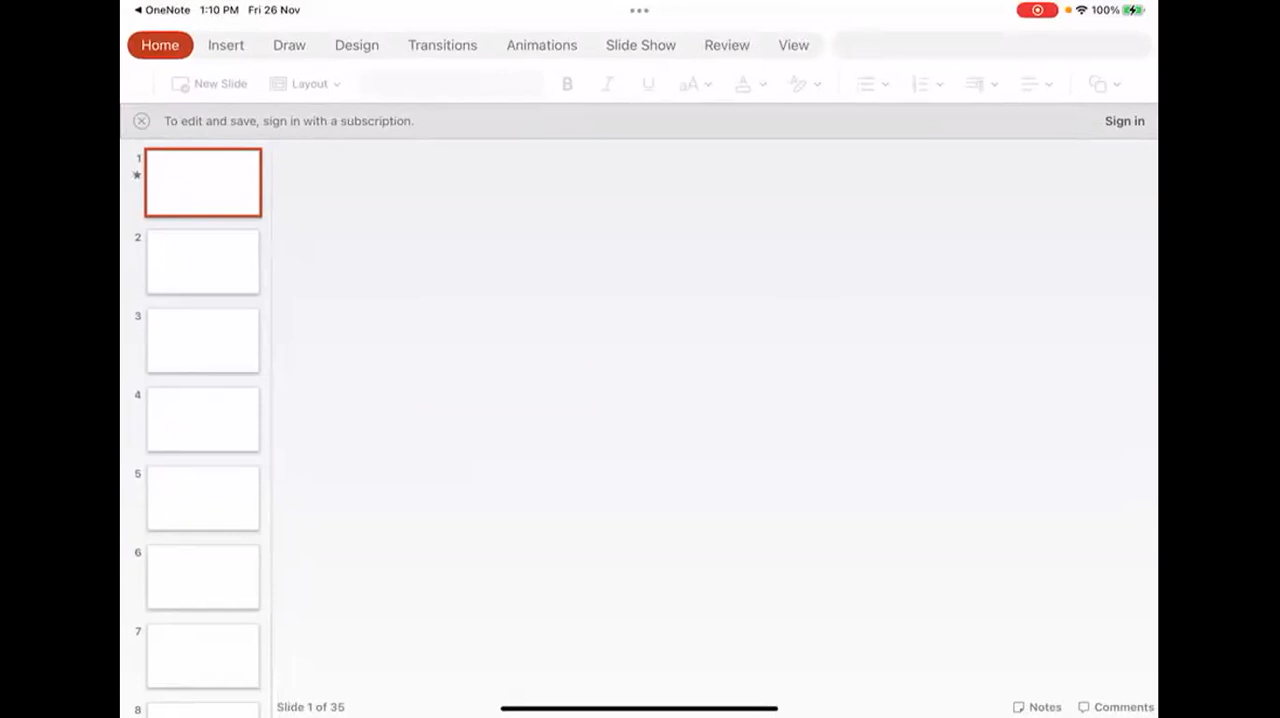 OneNote 1:10 PM Fri 26 Nov 100%
Home Insert Draw Design Transitions Animations Slide Show Review View
New Slide Layout B I U aA A A
To edit and save, sign in with a subscription. Sign in
1
2
3
4
5
6
7
8
Slide 1 of 35 Notes Comments